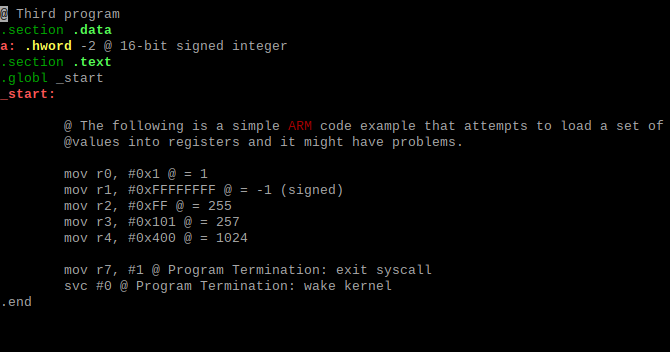 @ Third program
.section .data
a: .hword -2 @ 16-bit signed integer
.section .text
.globl _start
_start:
@ The following is a simple ARM code example that attempts to load a set of
@values into registers and it might have problems.
mov r0, #0x1 @ = 1
mov r1, #0xFFFFFFFF @ = -1 (signed)
mov r2, #0xFF @ = 255
mov r3, #0x101 @ = 257
mov r4, #0x400 @ = 1024
mov r7, #1 @ Program Termination: exit syscall
svc #0 @ Program Termination: wake kernel
.end